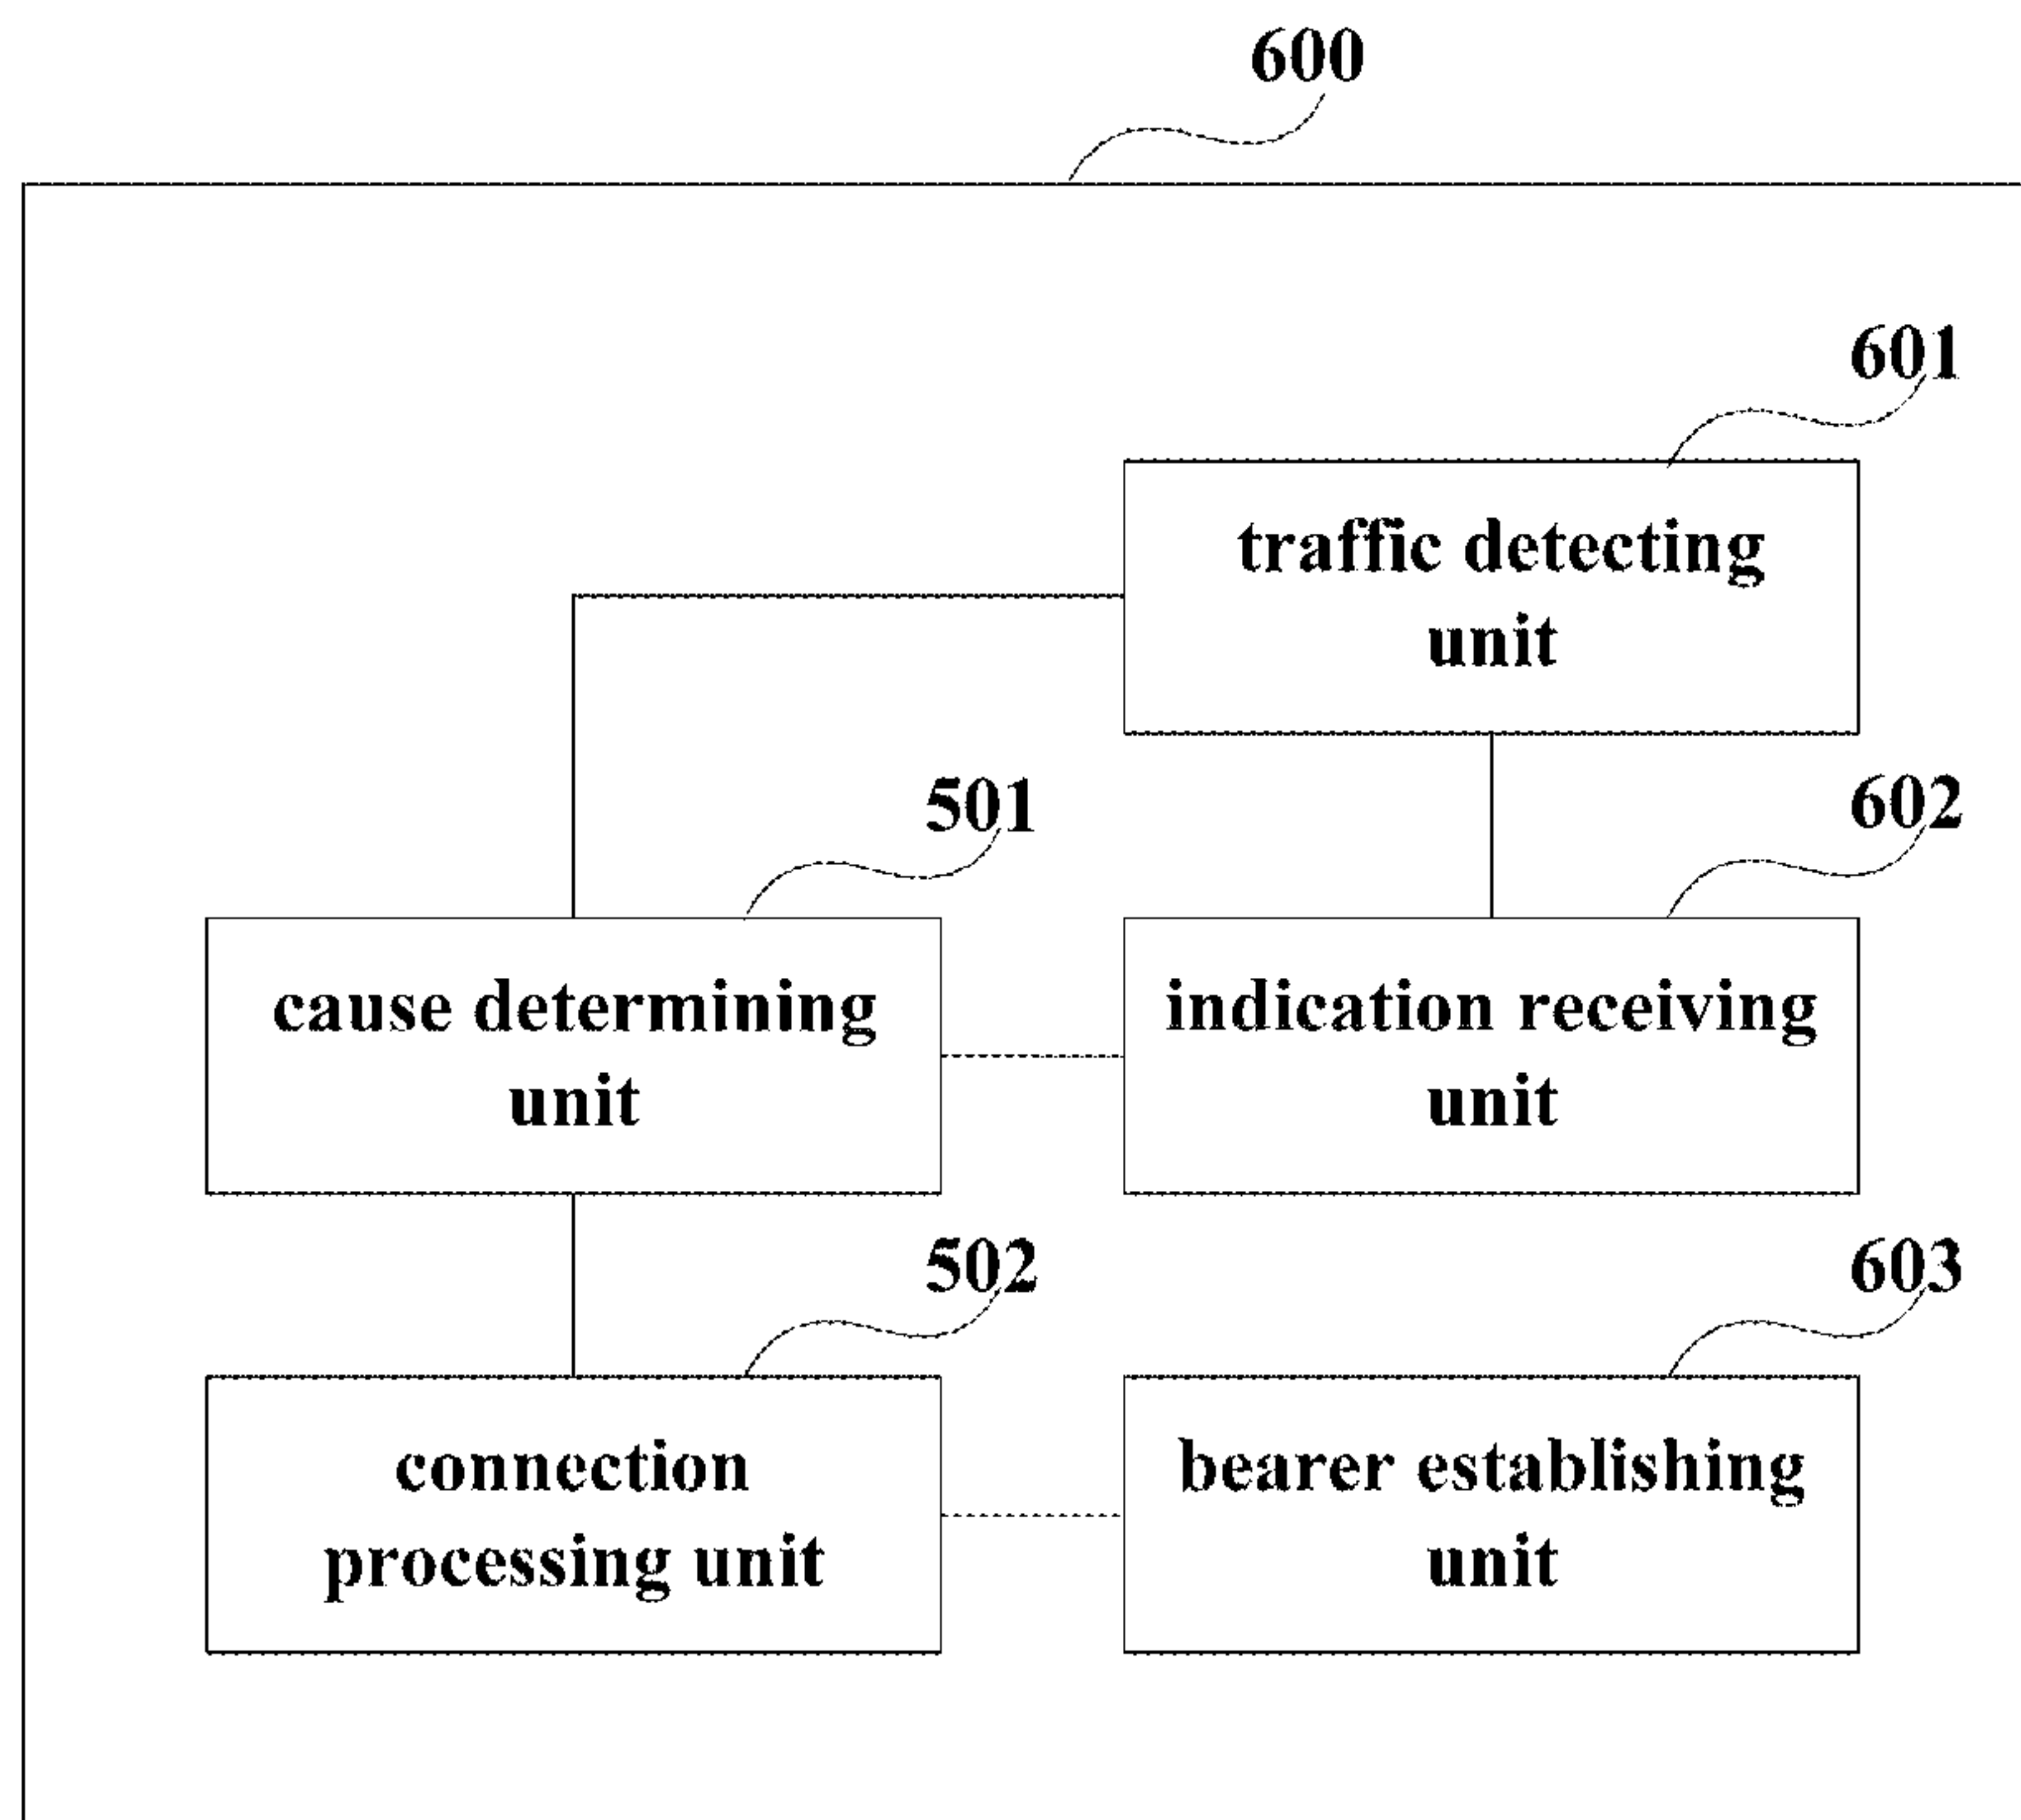 600
601
traffic detecting
unit
501
602
cause determining
unit
indication receiving
unit
502
603
connection
processing unit
bearer establishing
unit